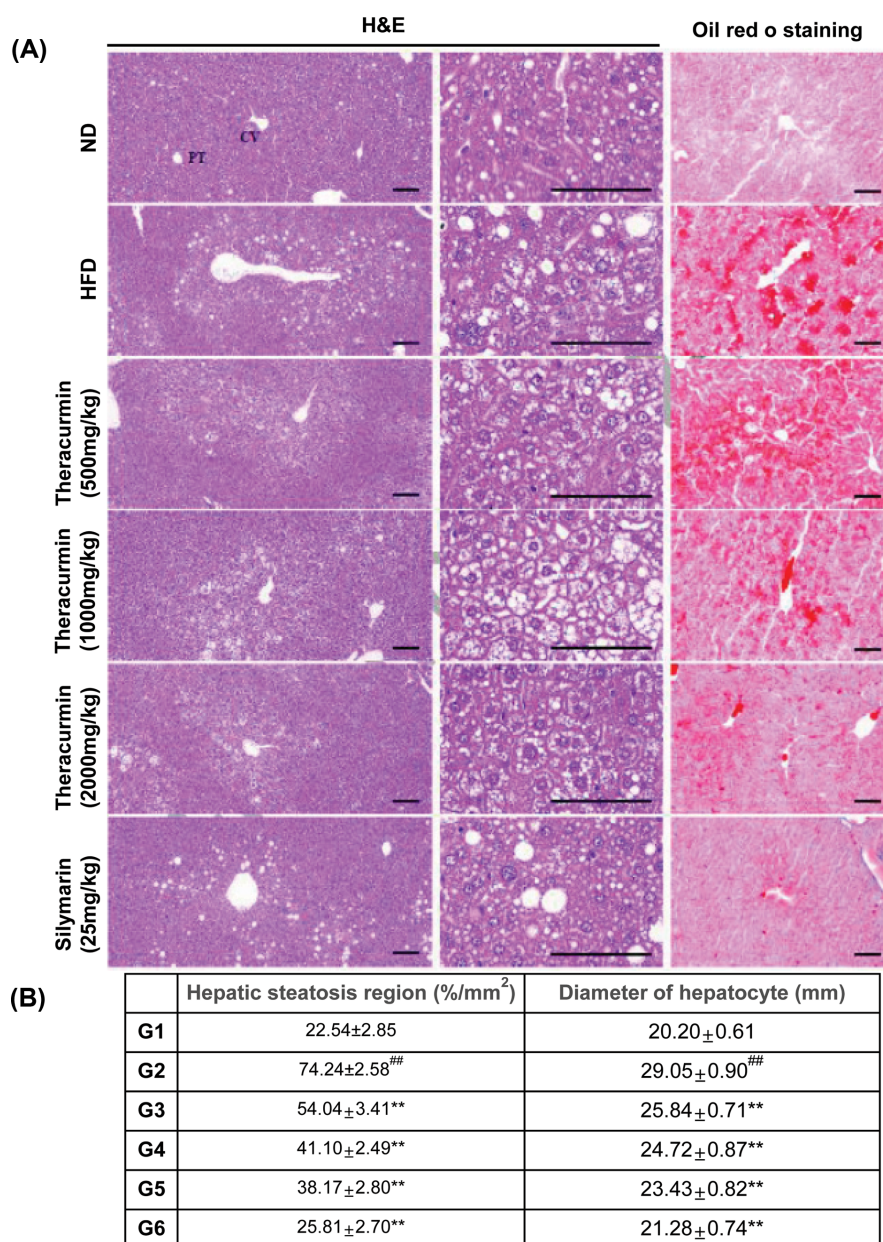 H&E
Oil red o staining
(A)
ND
CV
PT
HFD
Theracurmin
(500mg/kg)
Theracurmin
(1000mg/kg)
Theracurmin
(2000mg/kg)
Silymarin
(25mg/kg)
(B)
Hepatic steatosis region (%/mm²) Diameter of hepatocyte (mm)
G1 22.54±2.85 20.20±0.61
G2 74.24±2.58## 29.05±0.90##
G3 54.04±3.41** 25.84±0.71**
G4 41.10±2.49** 24.72±0.87**
G5 38.17±2.80** 23.43±0.82**
G6 25.81±2.70** 21.28±0.74**